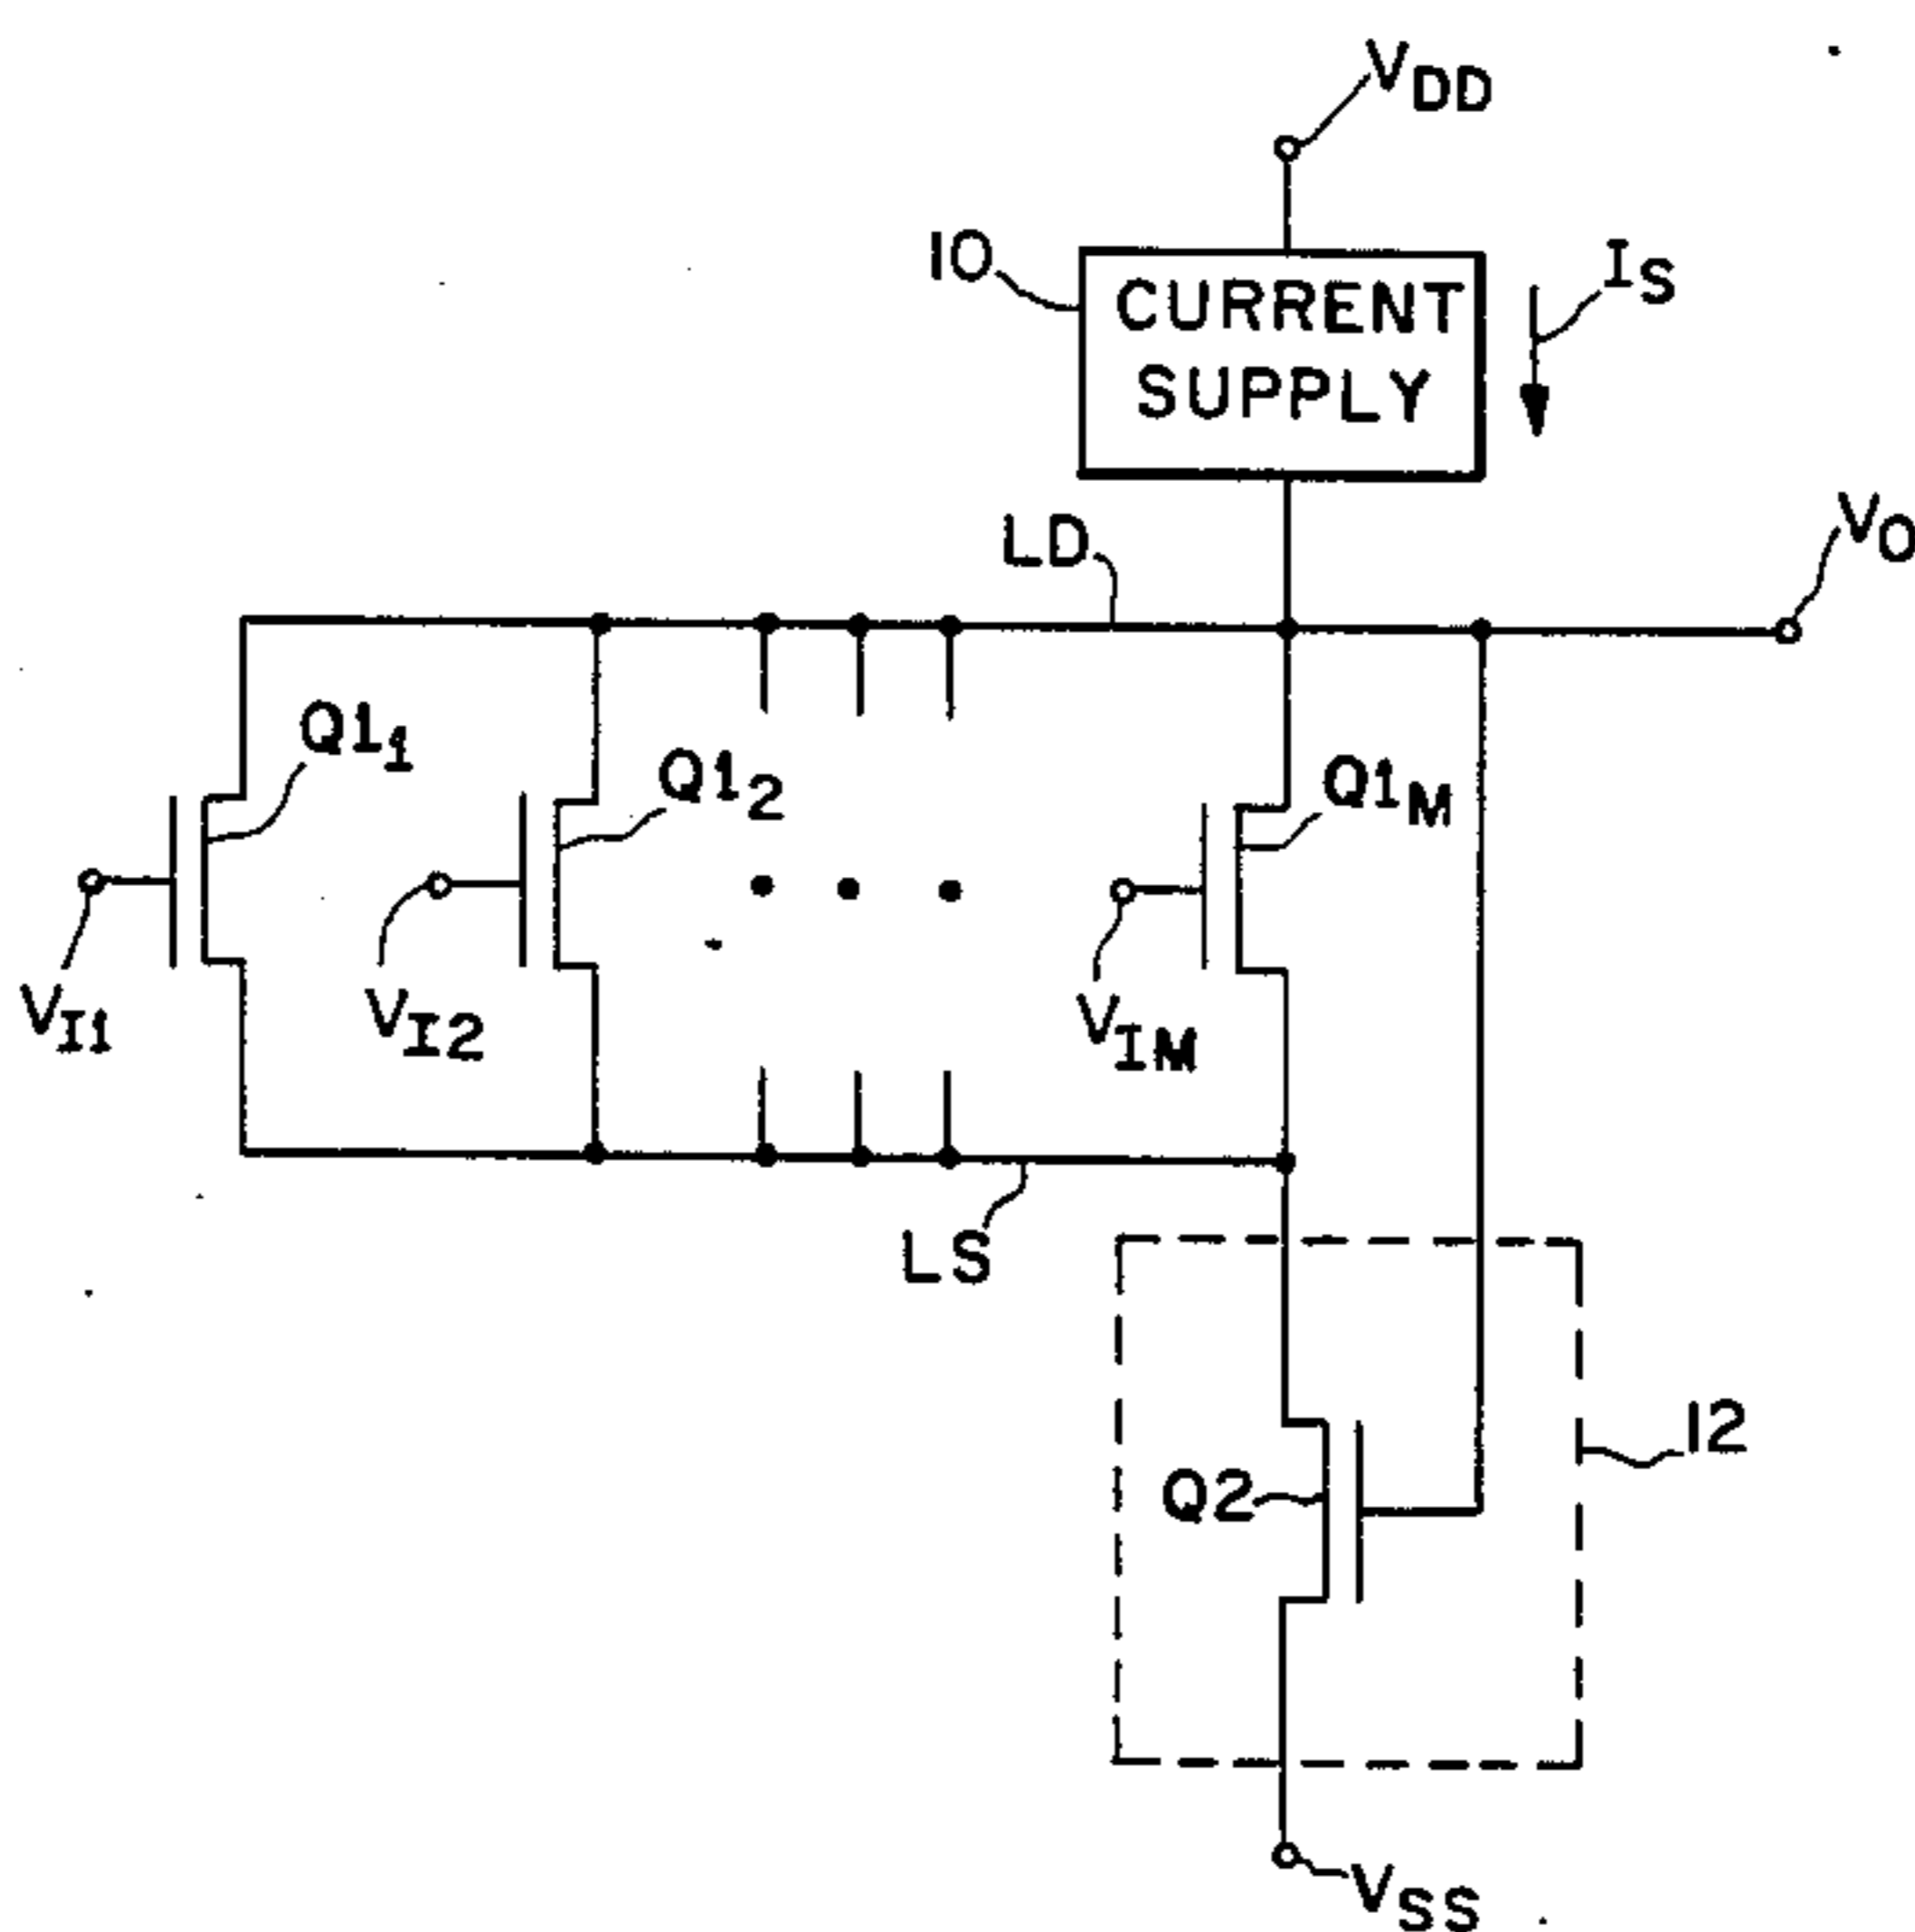 VDD
10
CURRENT
SUPPLY
IS
LD
VO
Q11
Q12
Q1M
VI1
VI2
VIM
LS
Q2
12
VSS